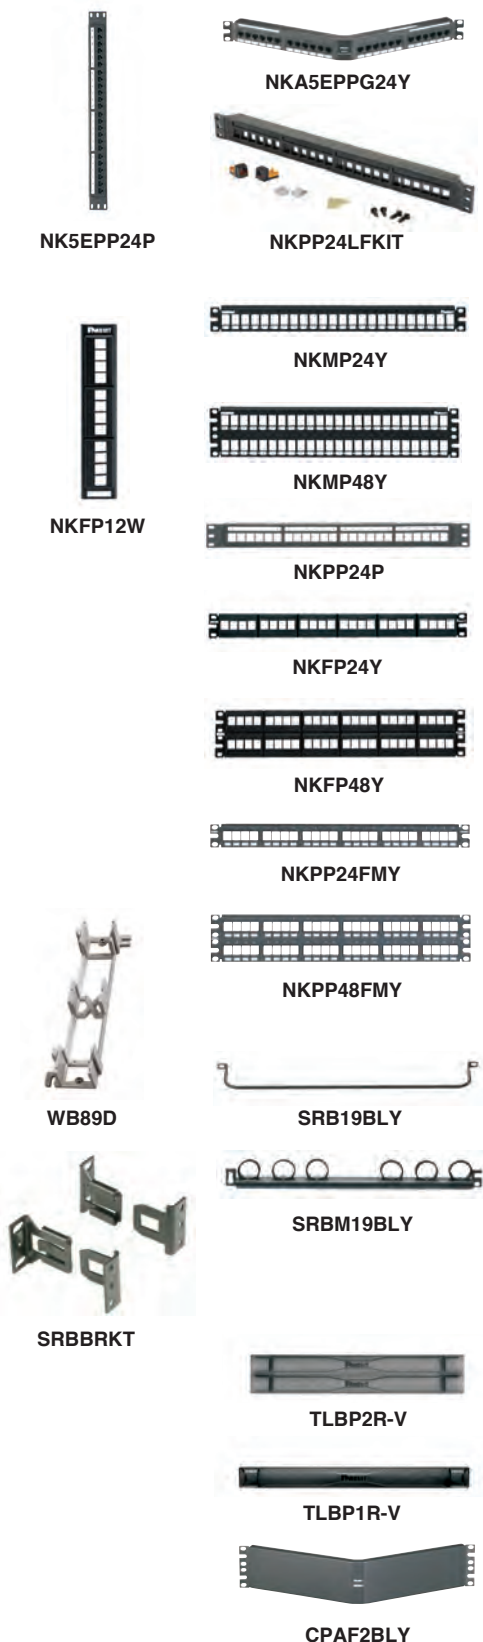 NKA5EPPG24Y
NK5EPP24P
NKPP24LFKIT
NKMP24Y
NKMP48Y
NKFP12W
NKPP24P
NKFP24Y
NKFP48Y
NKPP24FMY
NKPP48FMY
WB89D
SRB19BLY
SRBM19BLY
SRBBRKT
TLBP2R-V
TLBP1R-V
CPAF2BLY